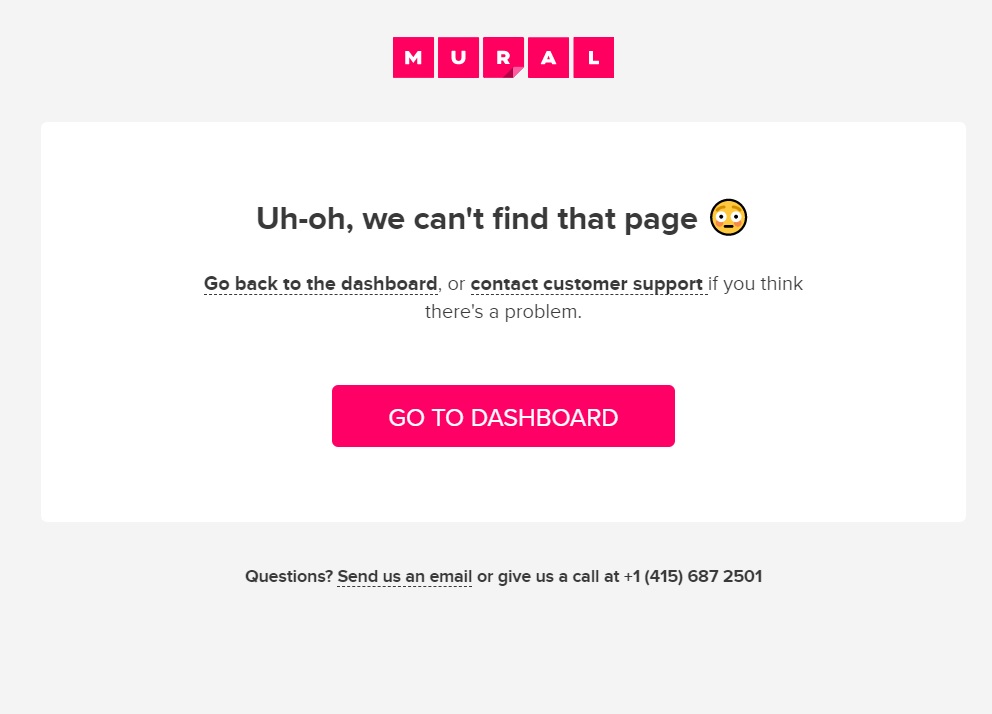 MURAL
Uh-oh, we can't find that page 😳
Go back to the dashboard, or contact customer support if you think
there's a problem.
GO TO DASHBOARD
Questions? Send us an email or give us a call at +1 (415) 687 2501